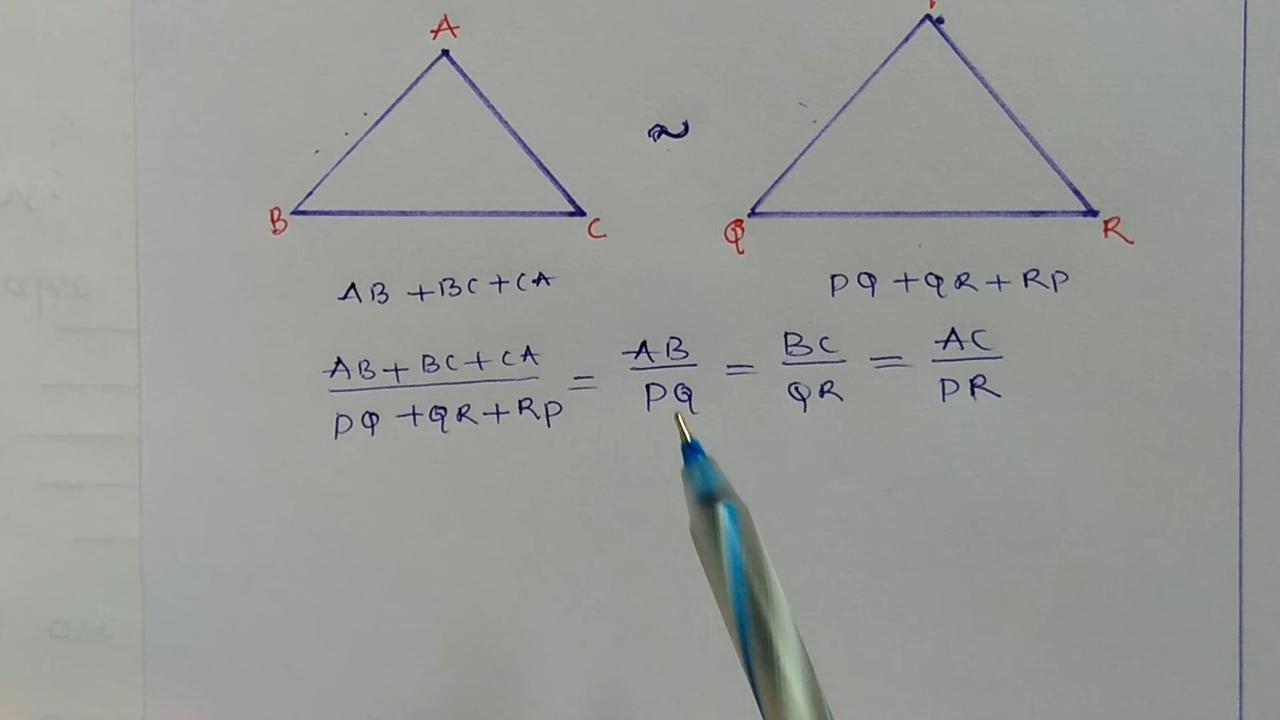 A
B
C
≈
Q
R
AB + BC + CA
PQ + QR + RP
AB + BC + CA / PQ + QR + RP = AB / PQ = BC / QR = AC / PR